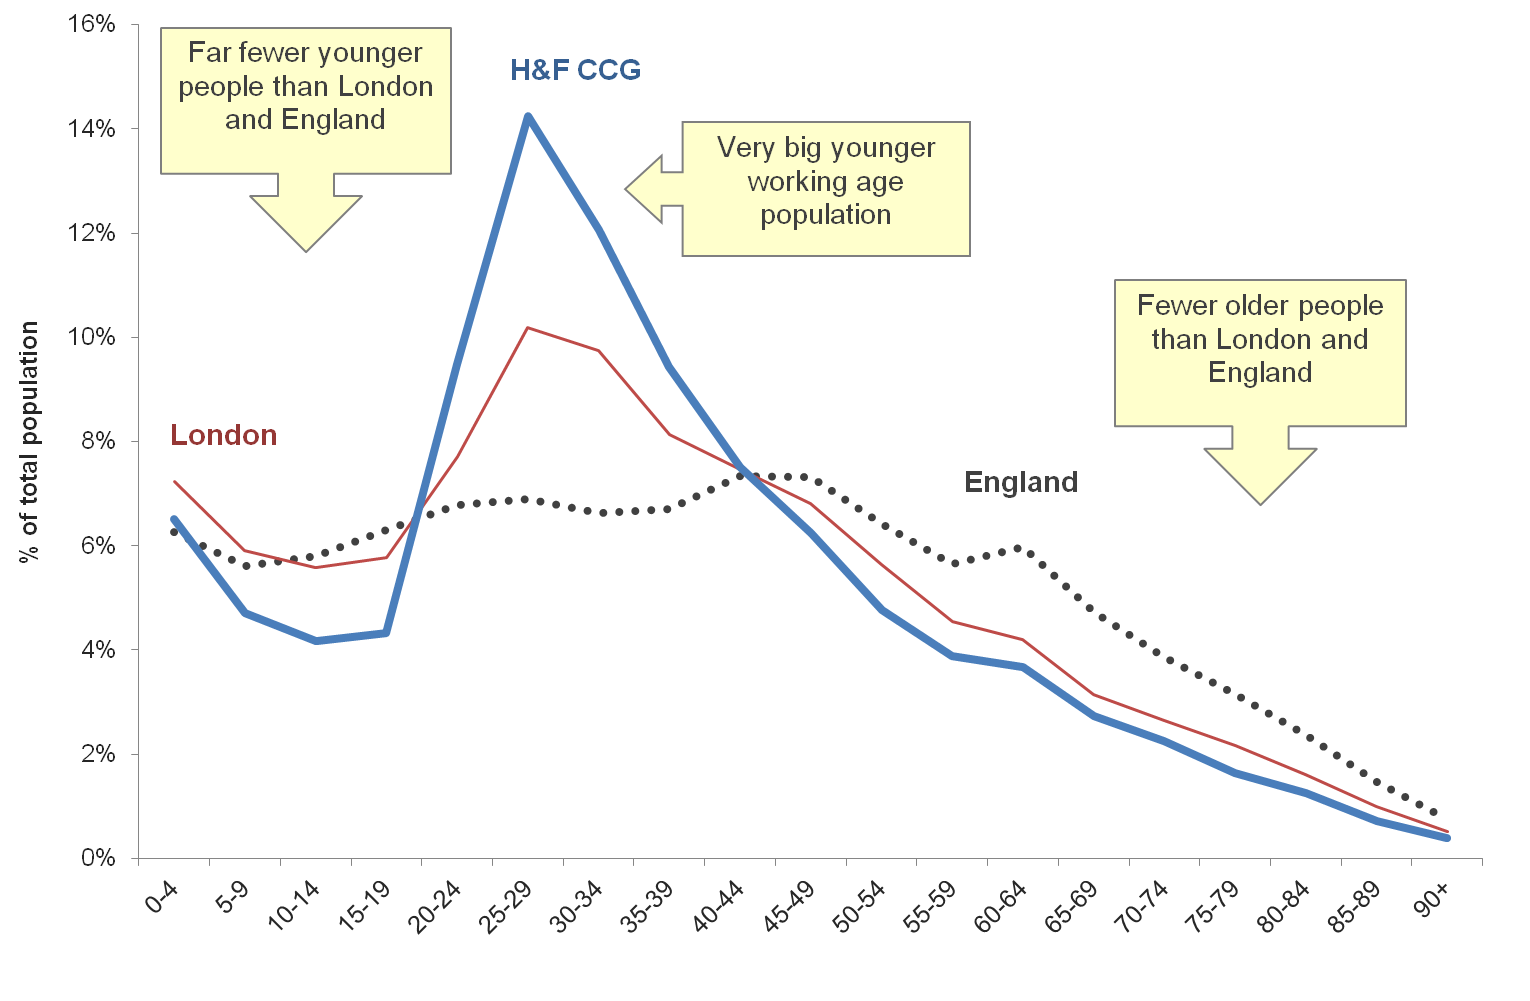 16%
14%
12%
10%
8%
6%
4%
2%
0%
% of total population
Far fewer younger
people than London
and England
H&F CCG
Very big younger
working age
population
Fewer older people
than London and
England
London
England
0-4
5-9
10-14
15-19
20-24
25-29
30-34
35-39
40-44
45-49
50-54
55-59
60-64
65-69
70-74
75-79
80-84
85-89
90+